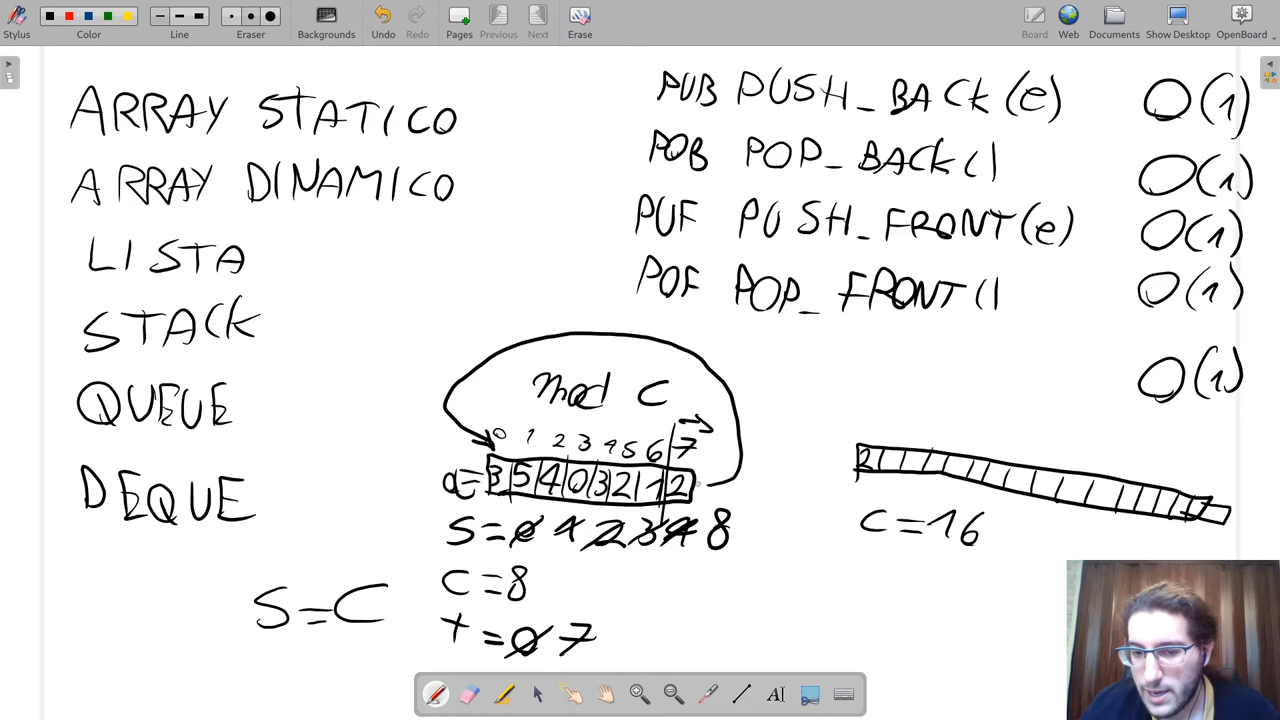 Stylus Color Line Eraser Backgrounds Undo Redo Pages Previous Next Erase Board Web Documents Show Desktop OpenBoard
ARRAY STATICO
ARRAY DINAMICO
LISTA
STACK
QUEUE
DEQUE
PUB PUSH_BACK(e) O(1)
POB POP_BACK() O(1)
PUF PUSH_FRONT(e) O(1)
POF POP_FRONT() O(1)
O(1)
mod C
0 1 2 3 4 5 6 7
a= 3 5 4 0 3 2 1 2
S= 0 1 2 3 4 8
C=8
+ =0 7
S=C
2
C=16